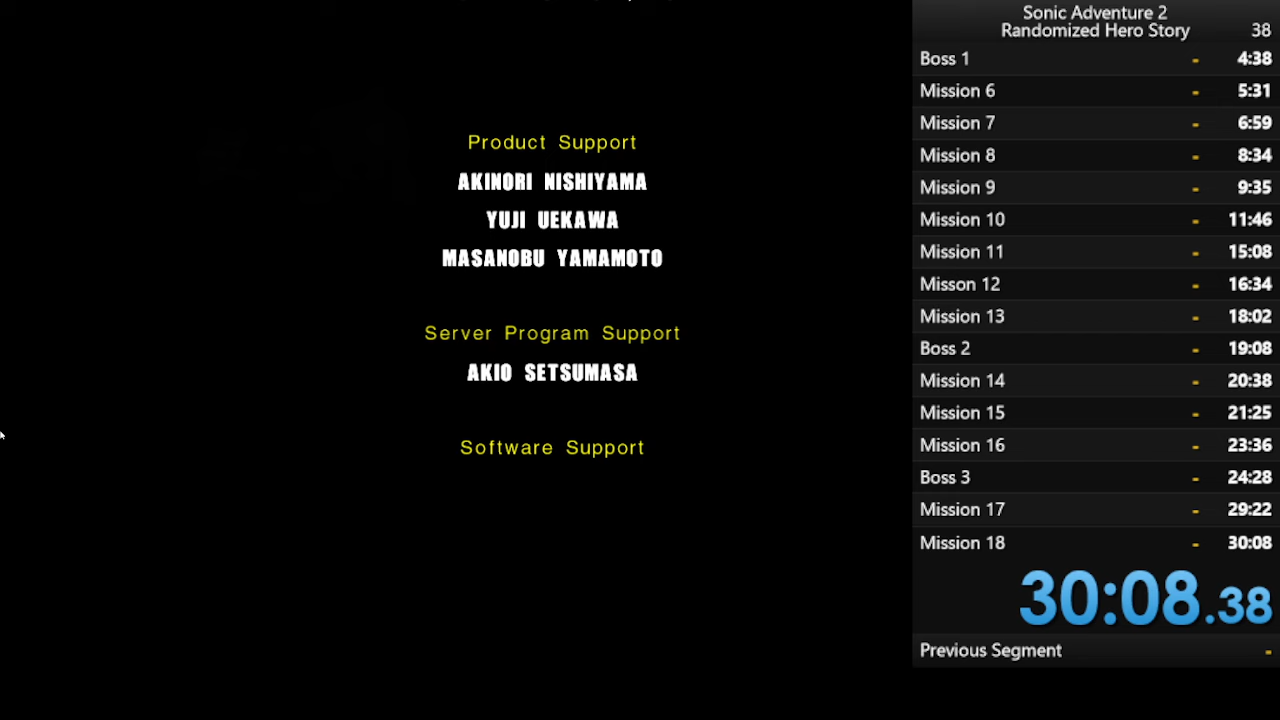 Product Support
AKINORI NISHIYAMA
YUJI UEKAWA
MASANOBU YAMAMOTO
Server Program Support
AKIO SETSUMASA
Software Support
Sonic Adventure 2
Randomized Hero Story 38
Boss 1 - 4:38
Mission 6 - 5:31
Mission 7 - 6:59
Mission 8 - 8:34
Mission 9 - 9:35
Mission 10 - 11:46
Mission 11 - 15:08
Misson 12 - 16:34
Mission 13 - 18:02
Boss 2 - 19:08
Mission 14 - 20:38
Mission 15 - 21:25
Mission 16 - 23:36
Boss 3 - 24:28
Mission 17 - 29:22
Mission 18 - 30:08
30:08.38
Previous Segment -